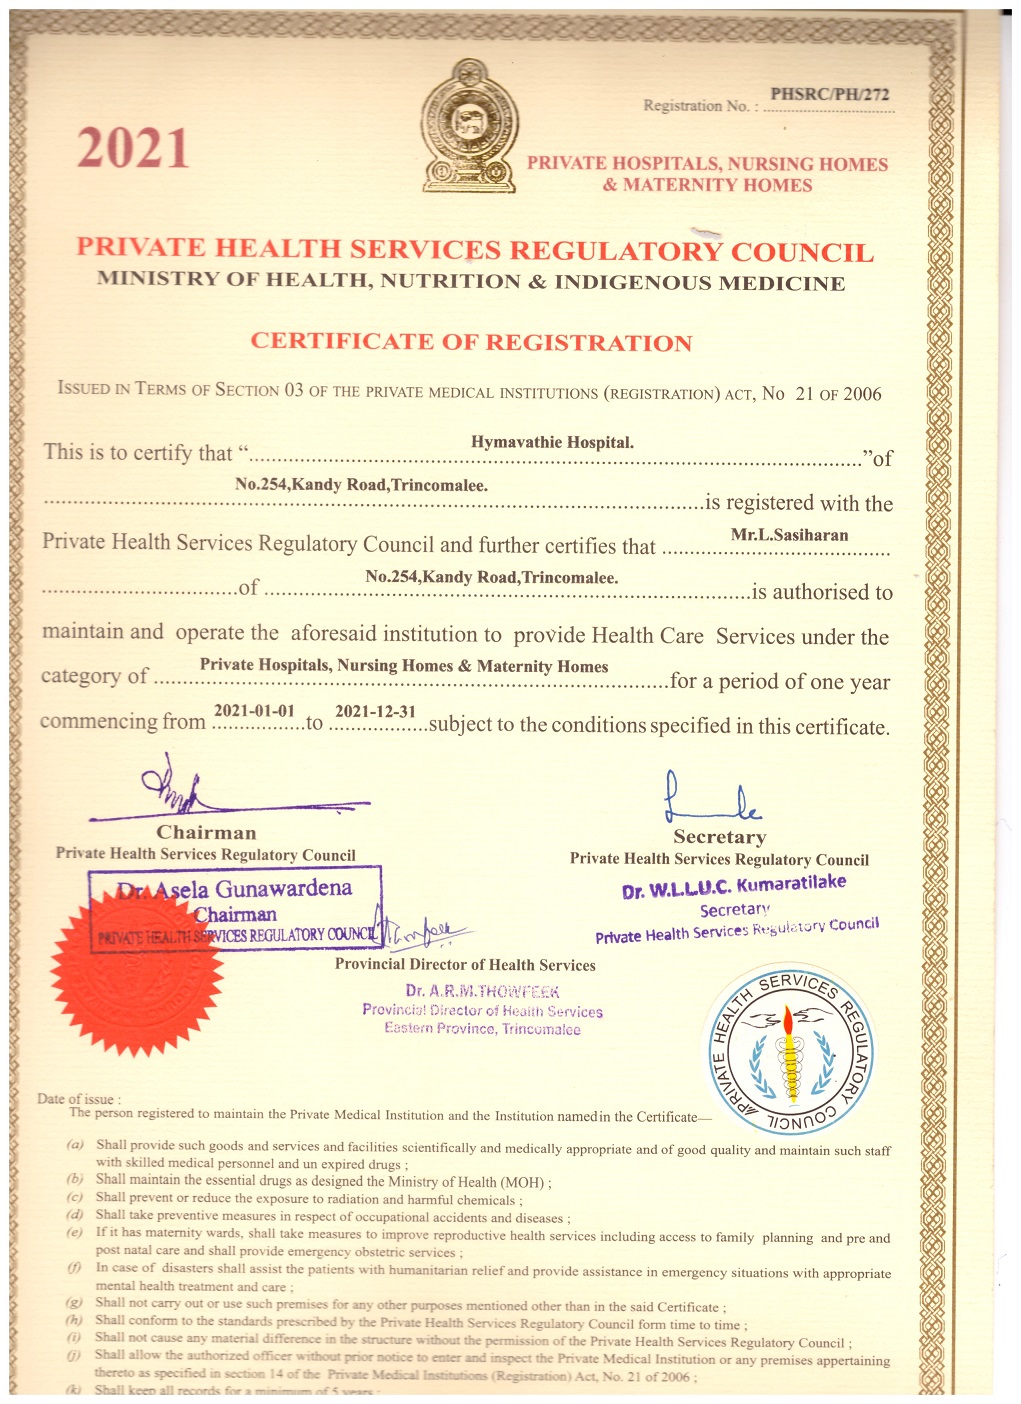 2021
Registration No. : PHSRC/PH/272
PRIVATE HOSPITALS, NURSING HOMES
& MATERNITY HOMES
PRIVATE HEALTH SERVICES REGULATORY COUNCIL
MINISTRY OF HEALTH, NUTRITION & INDIGENOUS MEDICINE
CERTIFICATE OF REGISTRATION
ISSUED IN TERMS OF SECTION 03 OF THE PRIVATE MEDICAL INSTITUTIONS (REGISTRATION) ACT, No 21 OF 2006
This is to certify that “ Hymavathie Hospital. ”of
No.254,Kandy Road,Trincomalee. is registered with the
Private Health Services Regulatory Council and further certifies that Mr.L.Sasiharan
of No.254,Kandy Road,Trincomalee. is authorised to
maintain and operate the aforesaid institution to provide Health Care Services under the
category of Private Hospitals, Nursing Homes & Maternity Homes for a period of one year
commencing from 2021-01-01 to 2021-12-31 subject to the conditions specified in this certificate.
Chairman
Private Health Services Regulatory Council
Dr. Asela Gunawardena
Chairman
PRIVATE HEALTH SERVICES REGULATORY COUNCIL
Secretary
Private Health Services Regulatory Council
Dr. W.L.L.U.C. Kumaratilake
Secretary
Private Health Services Regulatory Council
Provincial Director of Health Services
Dr. A.R.M.THOWFEEK
Provincial Director of Health Services
Eastern Province, Trincomalee
PRIVATE HEALTH SERVICES REGULATORY COUNCIL
Date of issue :
The person registered to maintain the Private Medical Institution and the Institution named in the Certificate—
(a) Shall provide such goods and services and facilities scientifically and medically appropriate and of good quality and maintain such staff
with skilled medical personnel and un expired drugs ;
(b) Shall maintain the essential drugs as designed the Ministry of Health (MOH) ;
(c) Shall prevent or reduce the exposure to radiation and harmful chemicals ;
(d) Shall take preventive measures in respect of occupational accidents and diseases ;
(e) If it has maternity wards, shall take measures to improve reproductive health services including access to family planning and pre and
post natal care and shall provide emergency obstetric services ;
(f) In case of disasters shall assist the patients with humanitarian relief and provide assistance in emergency situations with appropriate
mental health treatment and care ;
(g) Shall not carry out or use such premises for any other purposes mentioned other than in the said Certificate ;
(h) Shall conform to the standards prescribed by the Private Health Services Regulatory Council form time to time ;
(i) Shall not cause any material difference in the structure without the permission of the Private Health Services Regulatory Council ;
(j) Shall allow the authorized officer without prior notice to enter and inspect the Private Medical Institution or any premises appertaining
thereto as specified in section 14 of the Private Medical Institutions (Registration) Act, No. 21 of 2006 ;
(k) Shall keep all records for a minimum of 5 years ;